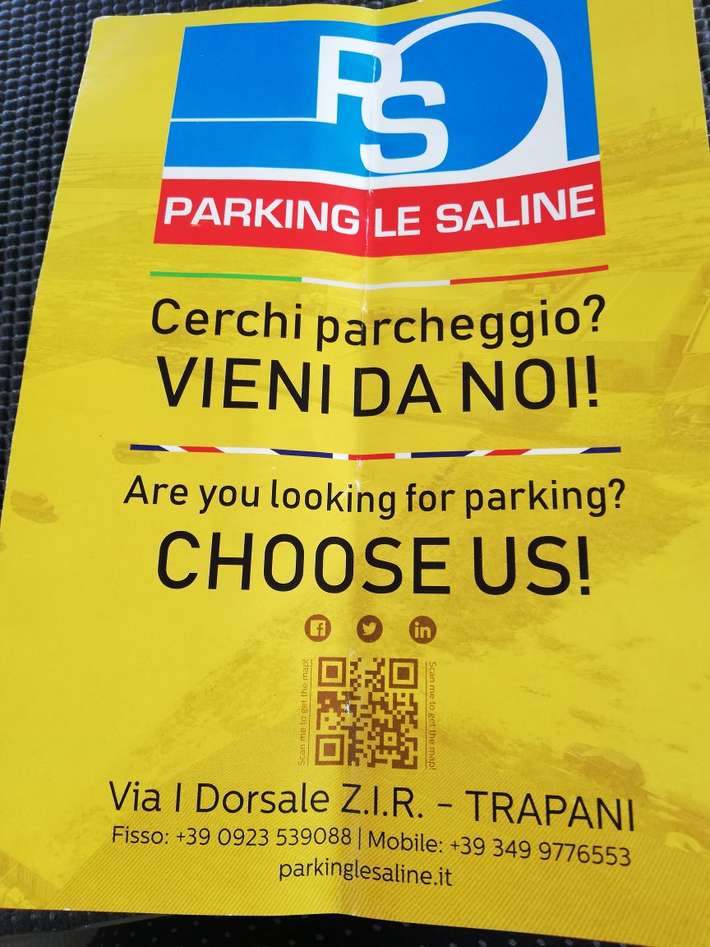 PS
PARKING LE SALINE
Cerchi parcheggio?
VIENI DA NOI!
Are you looking for parking?
CHOOSE US!
Scan me to get the map!
Scan me to get the map!
Via I Dorsale Z.I.R. - TRAPANI
Fisso: +39 0923 539088 | Mobile: +39 349 9776553
parkinglesaline.it